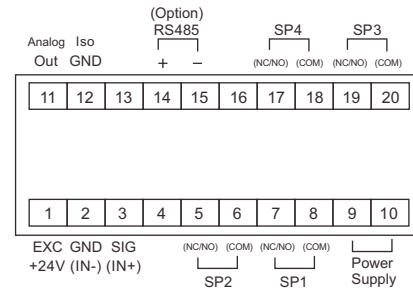 (Option)
RS485
SP4
SP3
Analog Out
Iso GND
+ –
(NC/NO) (COM) (NC/NO) (COM)
11 12 13 14 15 16 17 18 19 20
1 2 3 4 5 6 7 8 9 10
EXC +24V
GND (IN-)
SIG (IN+)
(NC/NO) (COM) (NC/NO) (COM)
SP2
SP1
Power Supply